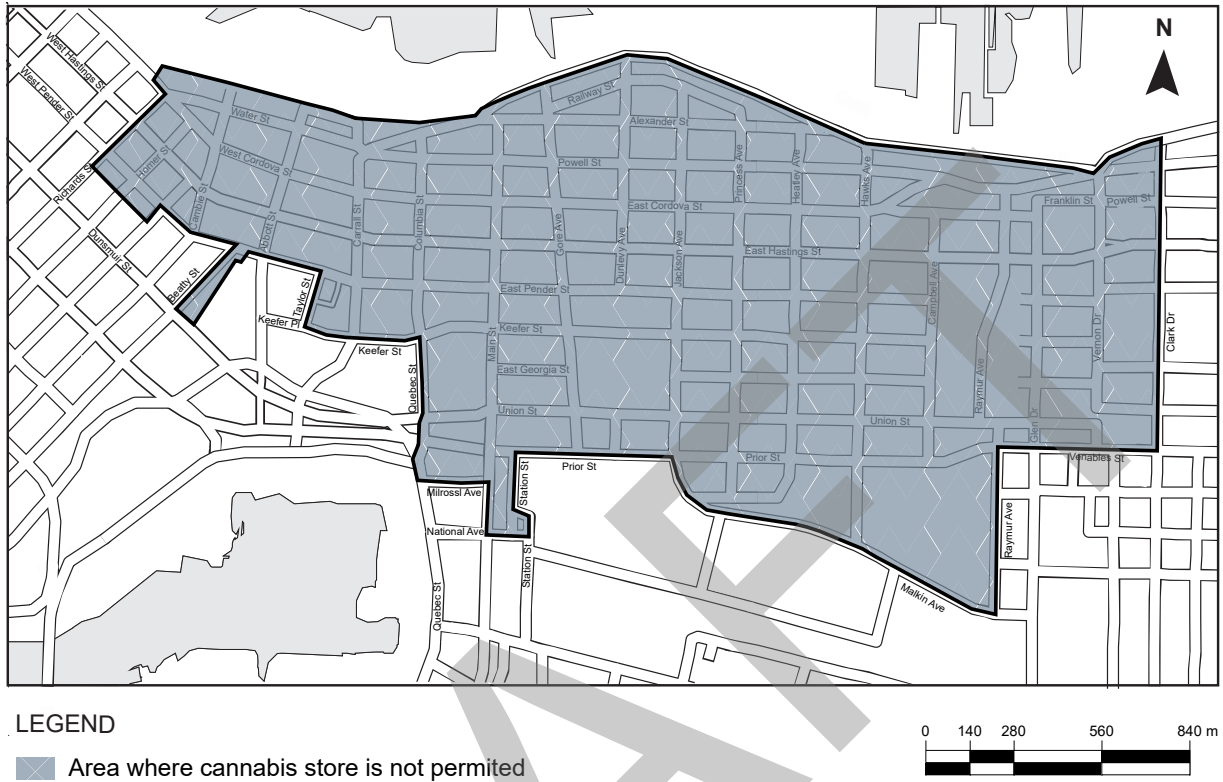 West Hastings St
West Pender St
N
Railway St
Water St
Alexander St
West Cordova St
Powell St
Homer St
Richards St
Princess Ave
Heatley Ave
Hawks Ave
Cambie St
Abbott St
Carrall St
Columbia St
East Cordova St
Franklin St
Powell St
Gore Ave
Dunlevy Ave
Jackson Ave
East Hastings St
Dunsmuir St
Beatty St
Taylor St
East Pender St
Campbell Ave
Keefer Pl
Keefer St
Main St
Keefer St
Vernon Dr
Clark Dr
East Georgia St
Raymur Ave
Quebec St
Union St
Union St
Glen Dr
Prior St
Prior St
Venables St
Station St
Milrossl Ave
National Ave
Raymur Ave
Station St
Quebec St
Malkin Ave
LEGEND
Area where cannabis store is not permitted
0 140 280 560 840 m